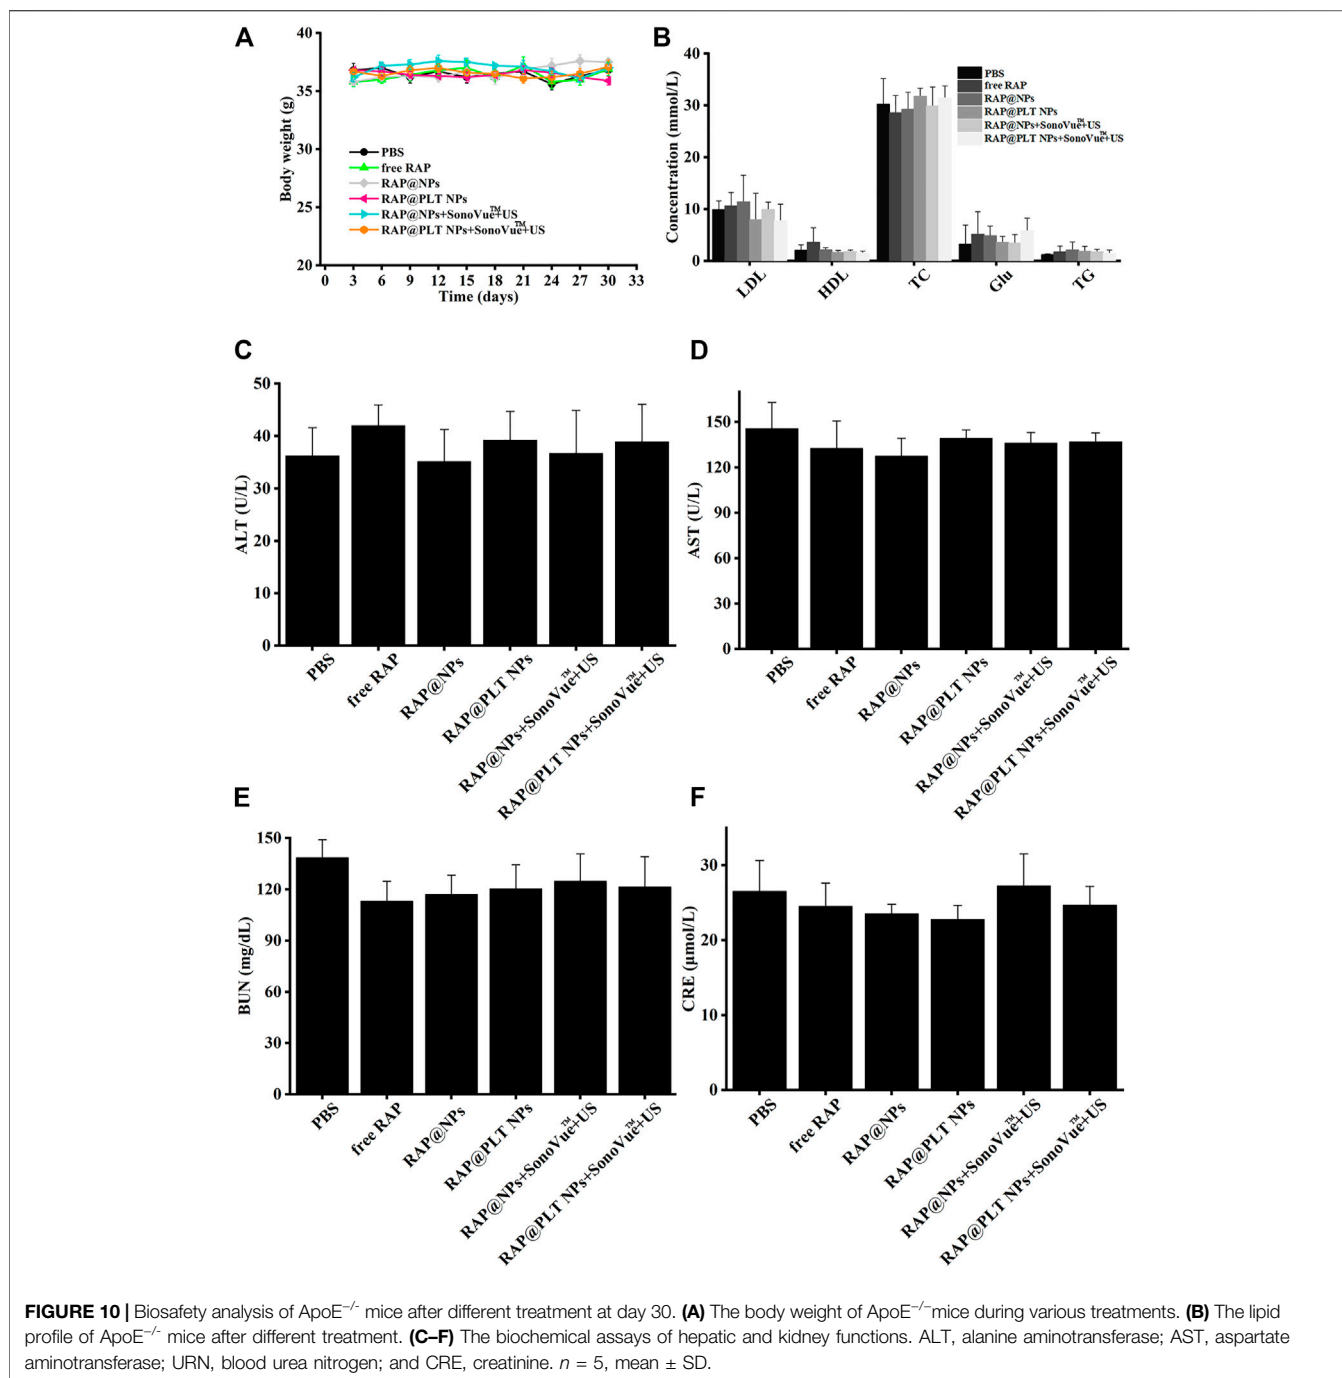 A
40
35
30
25
20
Body weight (g)
PBS
free RAP
RAP@NPs
RAP@PLT NPs
RAP@NPs+SonoVue™+US
RAP@PLT NPs+SonoVue™+US
0 3 6 9 12 15 18 21 24 27 30 33
Time (days)
B
40
30
20
10
0
Concentration (mmol/L)
PBS
free RAP
RAP@NPs
RAP@PLT NPs
RAP@NPs+SonoVue™+US
RAP@PLT NPs+SonoVue™+US
LDL HDL TC Glu TG
C
50
40
30
20
10
0
ALT (U/L)
PBS
free RAP
RAP@NPs
RAP@PLT NPs
RAP@NPs+SonoVue™+US
RAP@PLT NPs+SonoVue™+US
D
150
120
90
60
30
0
AST (U/L)
PBS
free RAP
RAP@NPs
RAP@PLT NPs
RAP@NPs+SonoVue™+US
RAP@PLT NPs+SonoVue™+US
E
150
120
90
60
30
0
BUN (mg/dL)
PBS
free RAP
RAP@NPs
RAP@PLT NPs
RAP@NPs+SonoVue™+US
RAP@PLT NPs+SonoVue™+US
F
30
20
10
0
CRE (μmol/L)
PBS
free RAP
RAP@NPs
RAP@PLT NPs
RAP@NPs+SonoVue™+US
RAP@PLT NPs+SonoVue™+US
FIGURE 10 | Biosafety analysis of ApoE⁻/⁻ mice after different treatment at day 30. (A) The body weight of ApoE⁻/⁻mice during various treatments. (B) The lipid
profile of ApoE⁻/⁻ mice after different treatment. (C–F) The biochemical assays of hepatic and kidney functions. ALT, alanine aminotransferase; AST, aspartate
aminotransferase; URN, blood urea nitrogen; and CRE, creatinine. n = 5, mean ± SD.